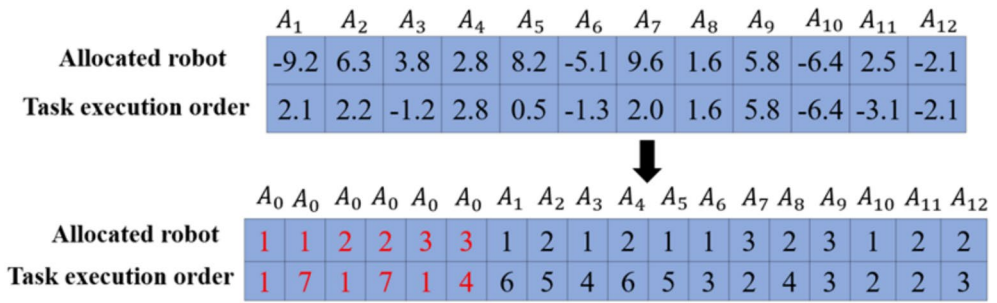 A₁ A₂ A₃ A₄ A₅ A₆ A₇ A₈ A₉ A₁₀ A₁₁ A₁₂
Allocated robot -9.2 6.3 3.8 2.8 8.2 -5.1 9.6 1.6 5.8 -6.4 2.5 -2.1
Task execution order 2.1 2.2 -1.2 2.8 0.5 -1.3 2.0 1.6 5.8 -6.4 -3.1 -2.1
A₀ A₀ A₀ A₀ A₀ A₀ A₁ A₂ A₃ A₄ A₅ A₆ A₇ A₈ A₉ A₁₀ A₁₁ A₁₂
Allocated robot 1 1 2 2 3 3 1 2 1 2 1 1 3 2 3 1 2 2
Task execution order 1 7 1 7 1 4 6 5 4 6 5 3 2 4 3 2 2 3